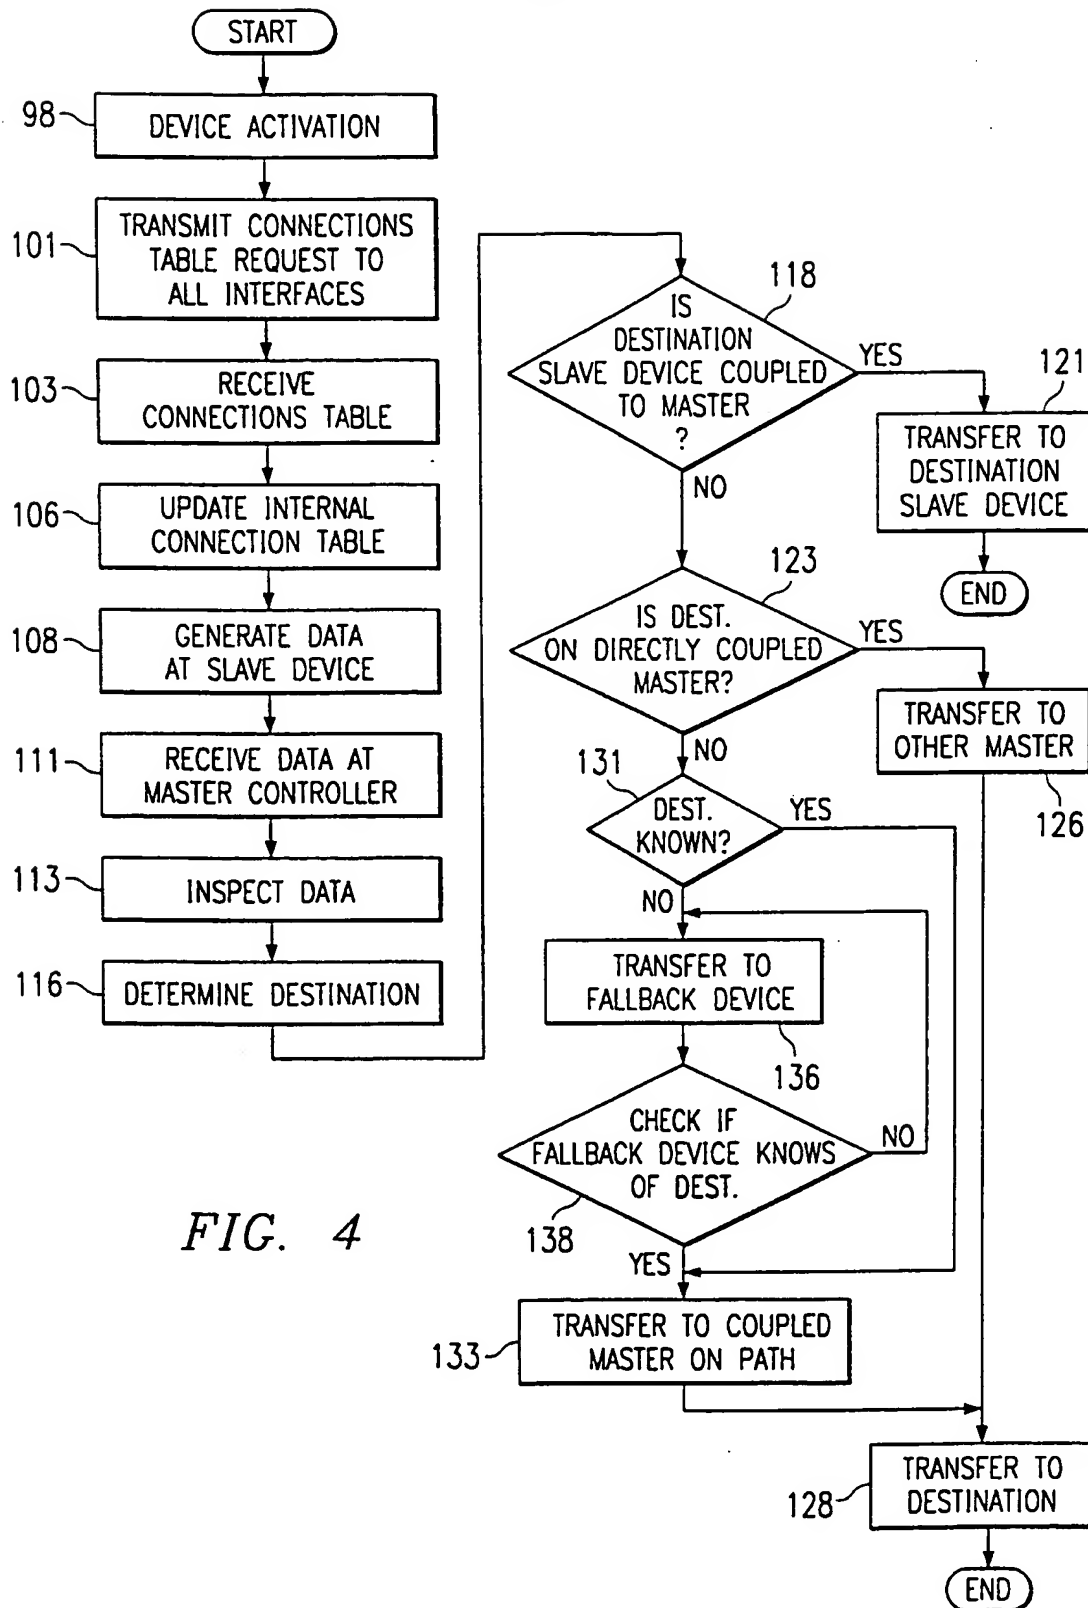 START
98
DEVICE ACTIVATION
101
TRANSMIT CONNECTIONS
TABLE REQUEST TO
ALL INTERFACES
103
RECEIVE
CONNECTIONS TABLE
106
UPDATE INTERNAL
CONNECTION TABLE
108
GENERATE DATA
AT SLAVE DEVICE
111
RECEIVE DATA AT
MASTER CONTROLLER
113
INSPECT DATA
116
DETERMINE DESTINATION
118
IS
DESTINATION
SLAVE DEVICE COUPLED
TO MASTER
?
YES
121
TRANSFER TO
DESTINATION
SLAVE DEVICE
END
NO
123
IS DEST.
ON DIRECTLY COUPLED
MASTER?
YES
TRANSFER TO
OTHER MASTER
126
NO
131
DEST.
KNOWN?
YES
NO
TRANSFER TO
FALLBACK DEVICE
136
CHECK IF
FALLBACK DEVICE KNOWS
OF DEST.
NO
138
YES
133
TRANSFER TO COUPLED
MASTER ON PATH
128
TRANSFER TO
DESTINATION
END
FIG. 4